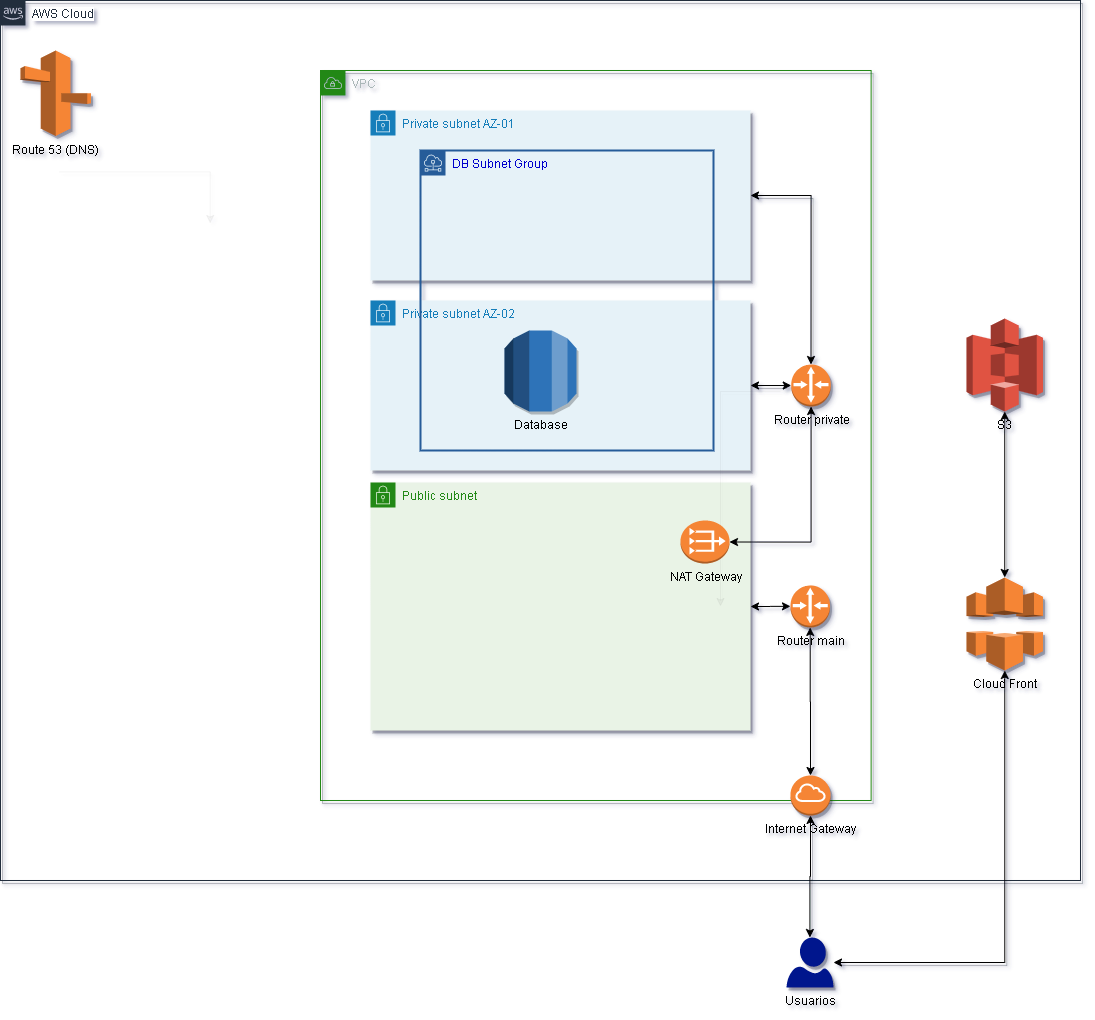 aws
AWS Cloud
Route 53 (DNS)
VPC
Private subnet AZ-01
DB Subnet Group
Private subnet AZ-02
Database
Router private
S3
Public subnet
NAT Gateway
Router main
Cloud Front
Internet Gateway
Usuarios